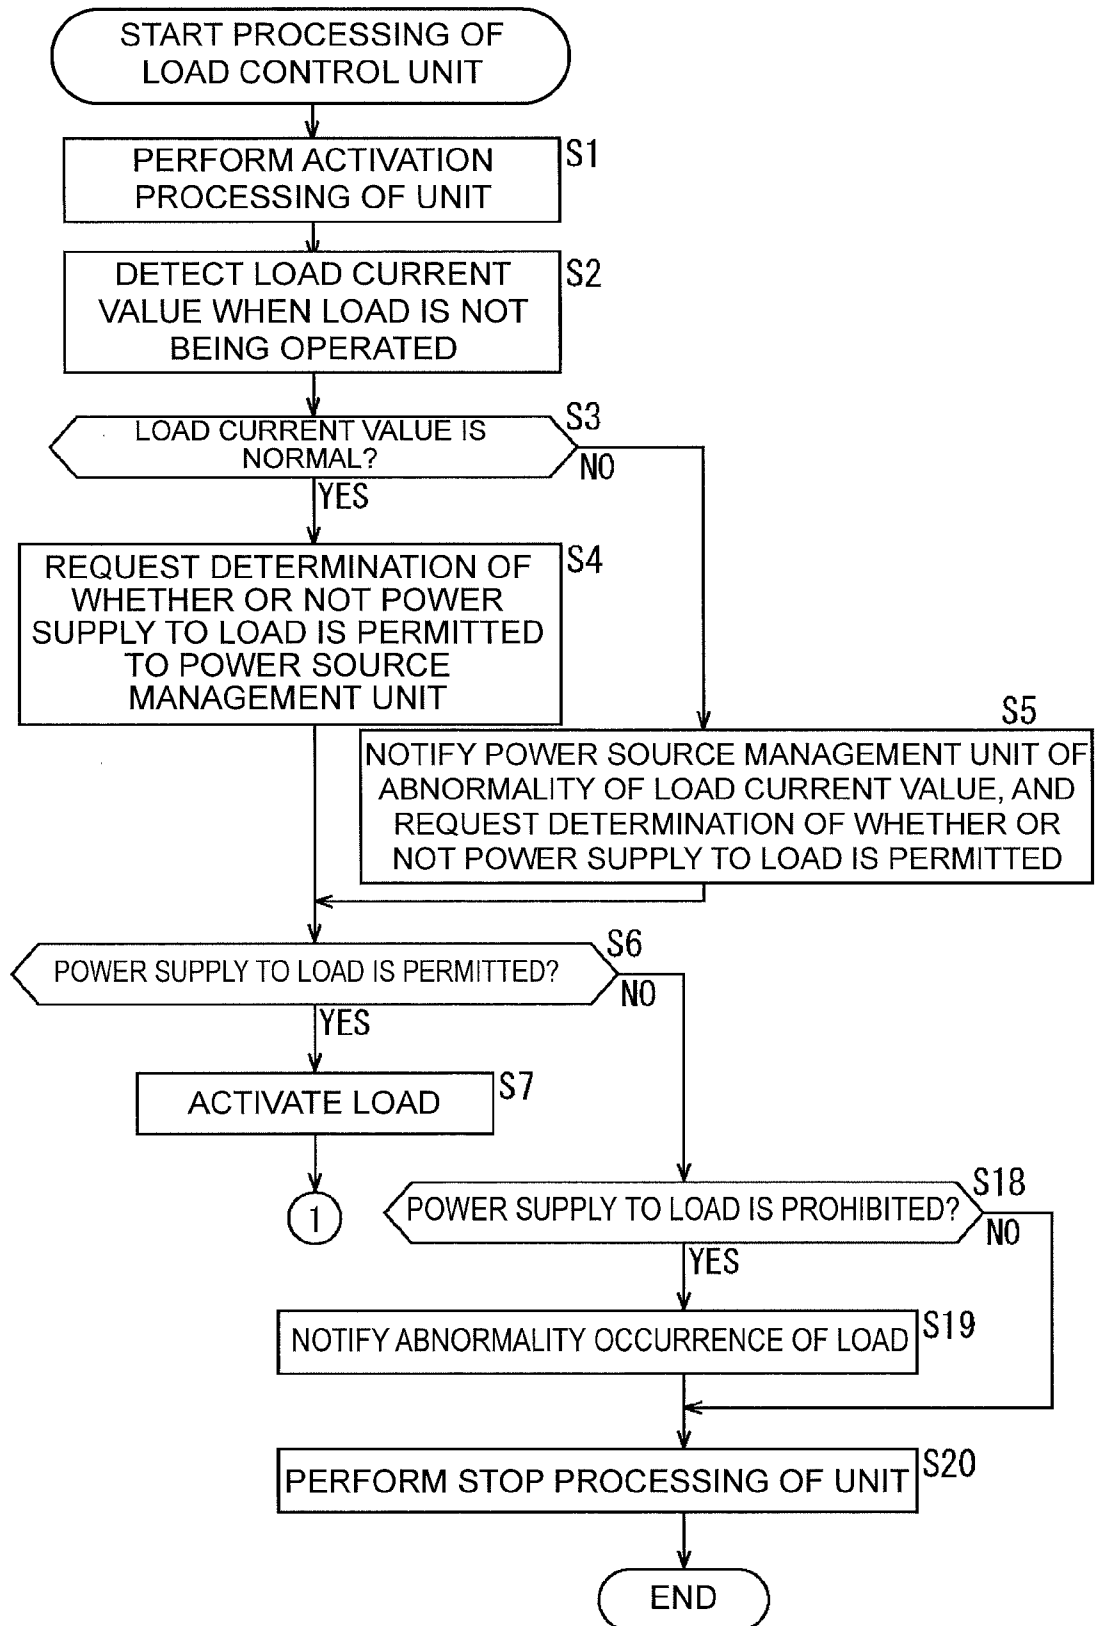 START PROCESSING OF
LOAD CONTROL UNIT
S1
PERFORM ACTIVATION
PROCESSING OF UNIT
S2
DETECT LOAD CURRENT
VALUE WHEN LOAD IS NOT
BEING OPERATED
S3
LOAD CURRENT VALUE IS
NORMAL?
NO
YES
S4
REQUEST DETERMINATION OF
WHETHER OR NOT POWER
SUPPLY TO LOAD IS PERMITTED
TO POWER SOURCE
MANAGEMENT UNIT
S5
NOTIFY POWER SOURCE MANAGEMENT UNIT OF
ABNORMALITY OF LOAD CURRENT VALUE, AND
REQUEST DETERMINATION OF WHETHER OR
NOT POWER SUPPLY TO LOAD IS PERMITTED
S6
POWER SUPPLY TO LOAD IS PERMITTED?
NO
YES
S7
ACTIVATE LOAD
1
S18
POWER SUPPLY TO LOAD IS PROHIBITED?
NO
YES
S19
NOTIFY ABNORMALITY OCCURRENCE OF LOAD
S20
PERFORM STOP PROCESSING OF UNIT
END